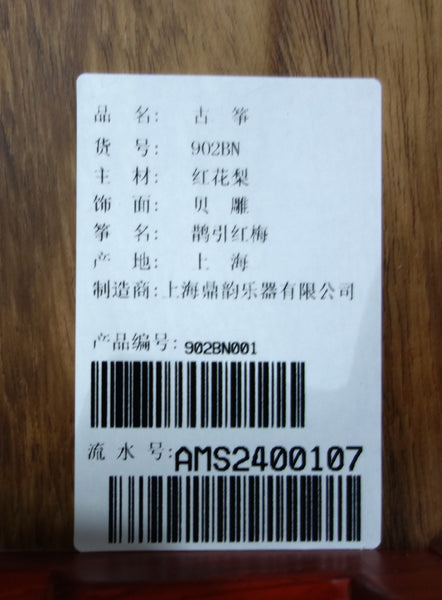 品 名: 古 筝
货 号: 902BN
主 材: 红花梨
饰 面: 贝 雕
筝 名: 鹊引红梅
产 地: 上 海
制造商:上海鼎韵乐器有限公司
产品编号: 902BN001
流 水 号:AMS2400107